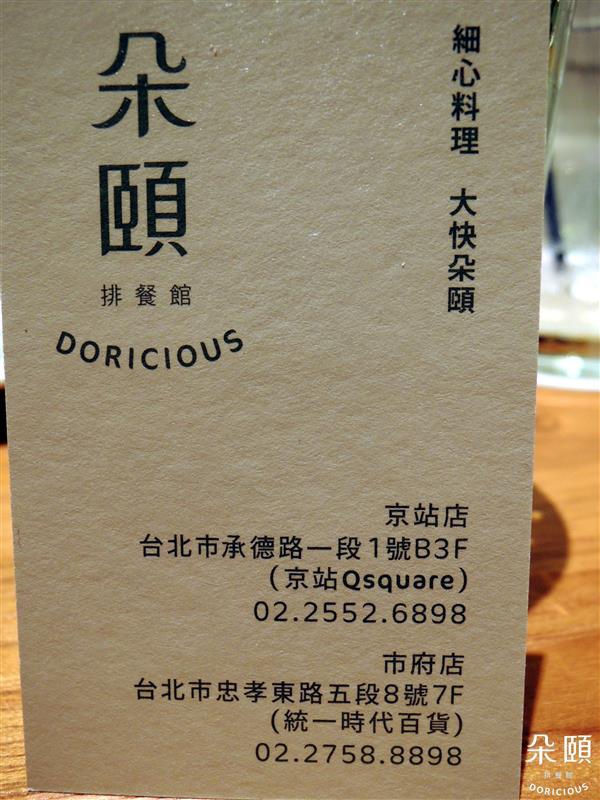 朵頤
排餐館
DORICIOUS
細心料理 大快朵頤
京站店
台北市承德路一段1號B3F
(京站Qsquare)
02.2552.6898
市府店
台北市忠孝東路五段8號7F
(統一時代百貨)
02.2758.8898
朵頤
排餐館
DORICIOUS